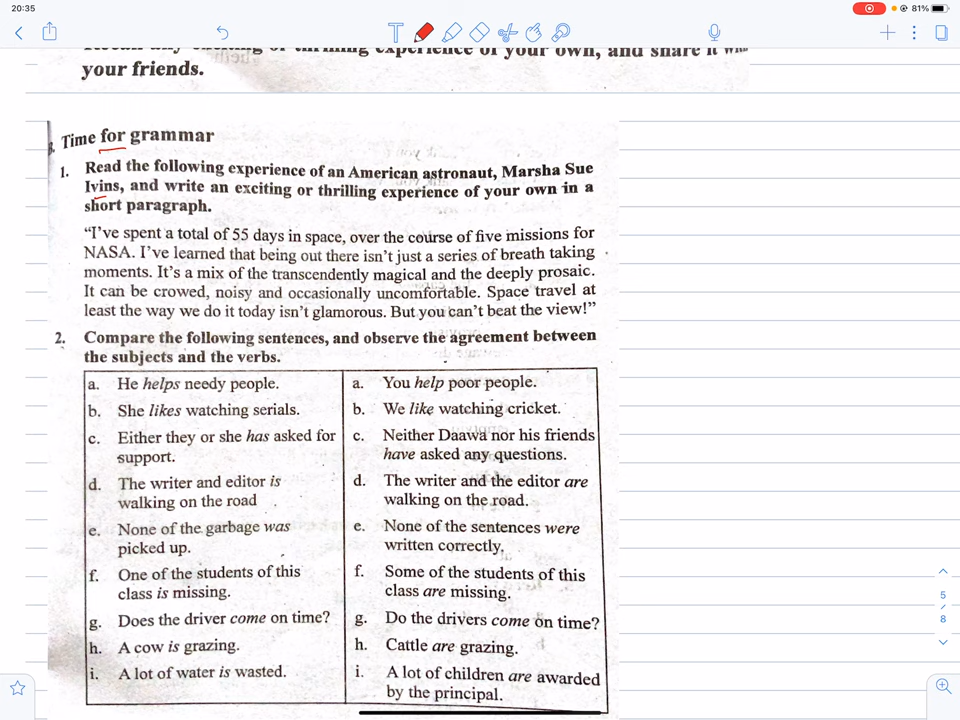 20:35
81%
your own, and share it
your friends.
Time for grammar
1. Read the following experience of an American astronaut, Marsha Sue
Ivins, and write an exciting or thrilling experience of your own in a
short paragraph.
“I’ve spent a total of 55 days in space, over the course of five missions for
NASA. I’ve learned that being out there isn’t just a series of breath taking
moments. It’s a mix of the transcendently magical and the deeply prosaic.
It can be crowed, noisy and occasionally uncomfortable. Space travel at
least the way we do it today isn’t glamorous. But you can’t beat the view!”
2. Compare the following sentences, and observe the agreement between
the subjects and the verbs.
a. He helps needy people.
b. She likes watching serials.
c. Either they or she has asked for
support.
d. The writer and editor is
walking on the road
e. None of the garbage was
picked up.
f. One of the students of this
class is missing.
g. Does the driver come on time?
h. A cow is grazing.
i. A lot of water is wasted.
a. You help poor people.
b. We like watching cricket.
c. Neither Daawa nor his friends
have asked any questions.
d. The writer and the editor are
walking on the road.
e. None of the sentences were
written correctly.
f. Some of the students of this
class are missing.
g. Do the drivers come on time?
h. Cattle are grazing.
i. A lot of children are awarded
by the principal.
5
/
8